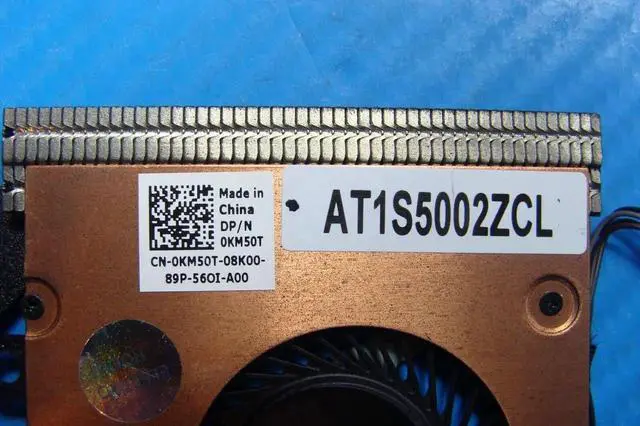 Made in
China
DP/N
0KM50T
CN-0KM50T-08K00-
89P-56OI-A00
AT1S5002ZCL